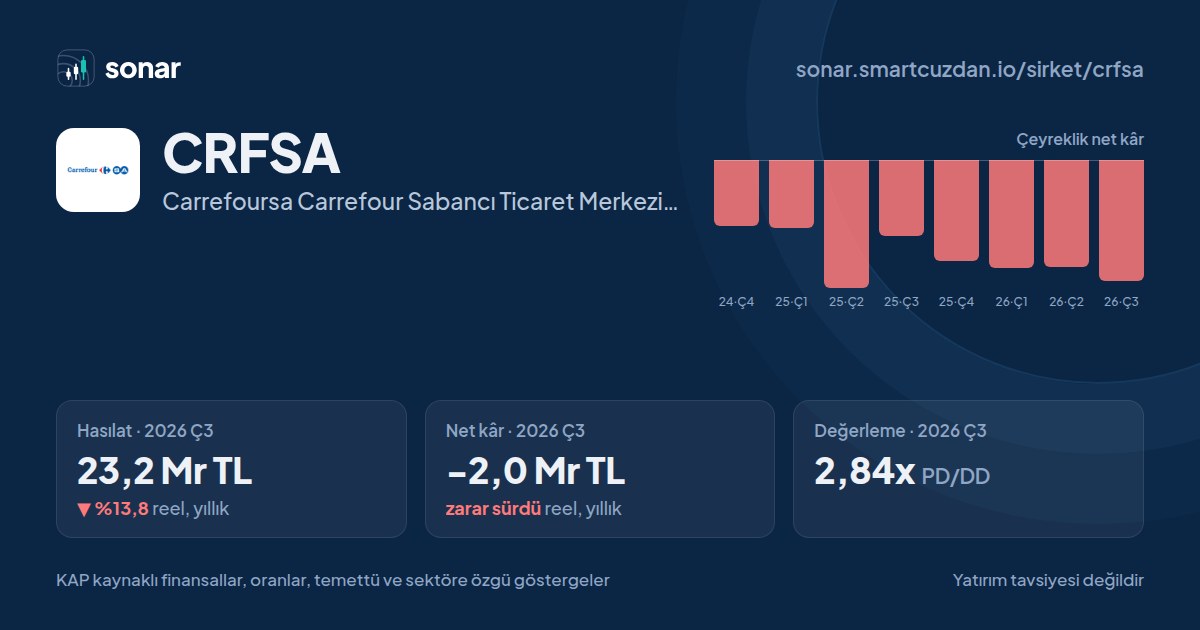 sonar
sonar.smartcuzdan.io/sirket/crfsa
Carrefour SA
CRFSA
Carrefoursa Carrefour Sabancı Ticaret Merkezi...
Çeyreklik net kâr
24·Ç4 25·Ç1 25·Ç2 25·Ç3 25·Ç4 26·Ç1 26·Ç2 26·Ç3
Hasılat · 2026 Ç3
23,2 Mr TL
▼ %13,8 reel, yıllık
Net kâr · 2026 Ç3
-2,0 Mr TL
zarar sürdü reel, yıllık
Değerleme · 2026 Ç3
2,84x PD/DD
KAP kaynaklı finansallar, oranlar, temettü ve sektöre özgü göstergeler
Yatırım tavsiyesi değildir